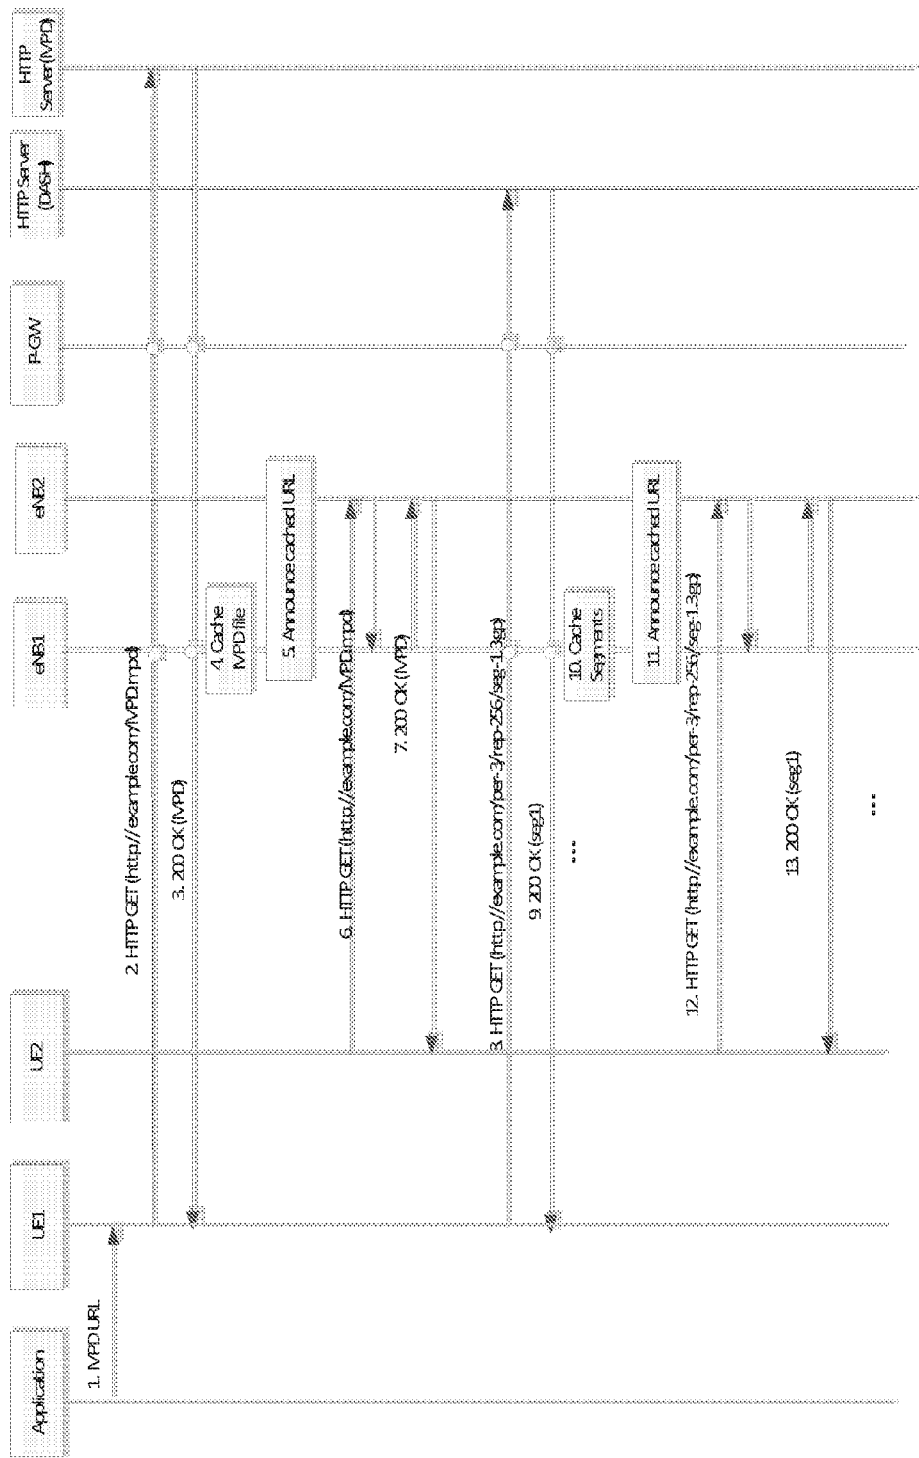 Application
UE1
UE2
eNB1
eNB2
P-GW
HTTP Server
(DASH)
HTTP
Server(MPD)
1. MPD URL
2. HTTP GET (http://example.com/MPD.mpd)
3. 200 OK (MPD)
4. Cache
MPD file
5. Announce cached URL
6. HTTP GET (http://example.com/MPD.mpd)
7. 200 OK (MPD)
3. HTTP GET (http://example.com/per-3/rep-256/seg-1.3gp)
9. 200 OK (seg1)
...
10. Cache
Segments
11. Announce cached URL
12. HTTP GET (http://example.com/per-3/rep-256/seg-1.3gp)
13. 200 OK (seg1)
...